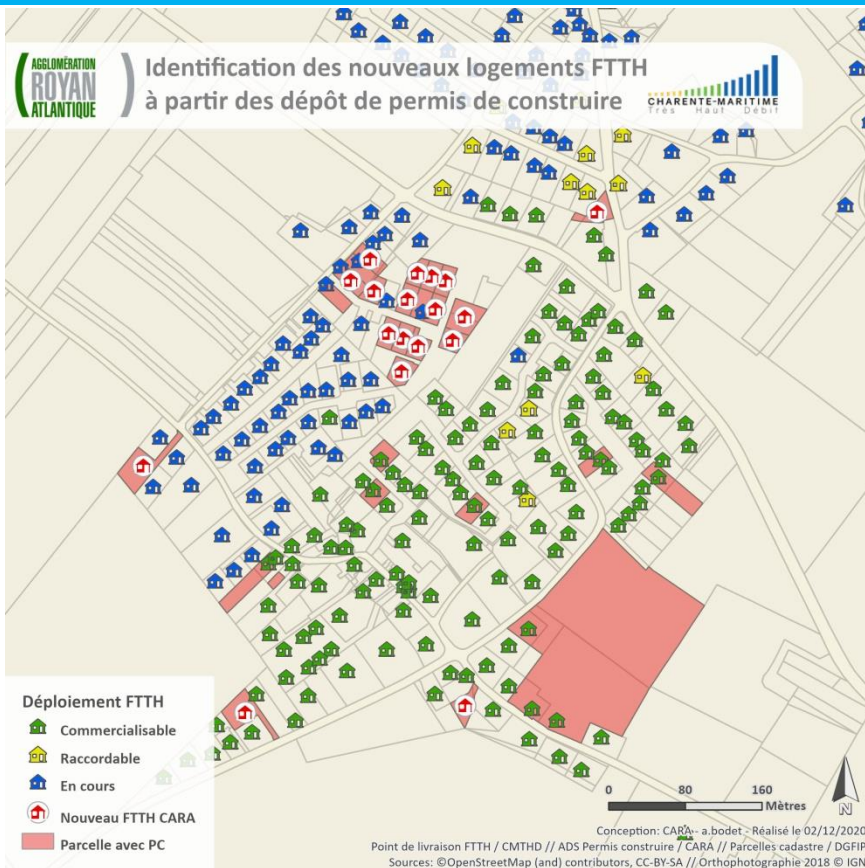 AGGLOMÉRATION
ROYAN
ATLANTIQUE
Identification des nouveaux logements FTTH
à partir des dépôt de permis de construire
CHARENTE-MARITIME
Très Haut Débit
Déploiement FTTH
Commercialisable
Raccordable
En cours
Nouveau FTTH CARA
Parcelle avec PC
0 80 160
Mètres
N
Conception: CARA - a.bodet - Réalisé le 02/12/2020
Point de livraison FTTH / CMTHD // ADS Permis construire / CARA // Parcelles cadastre / DGFIP
Sources: ©OpenStreetMap (and) contributors, CC-BY-SA // Orthophotographie 2018 © IGN